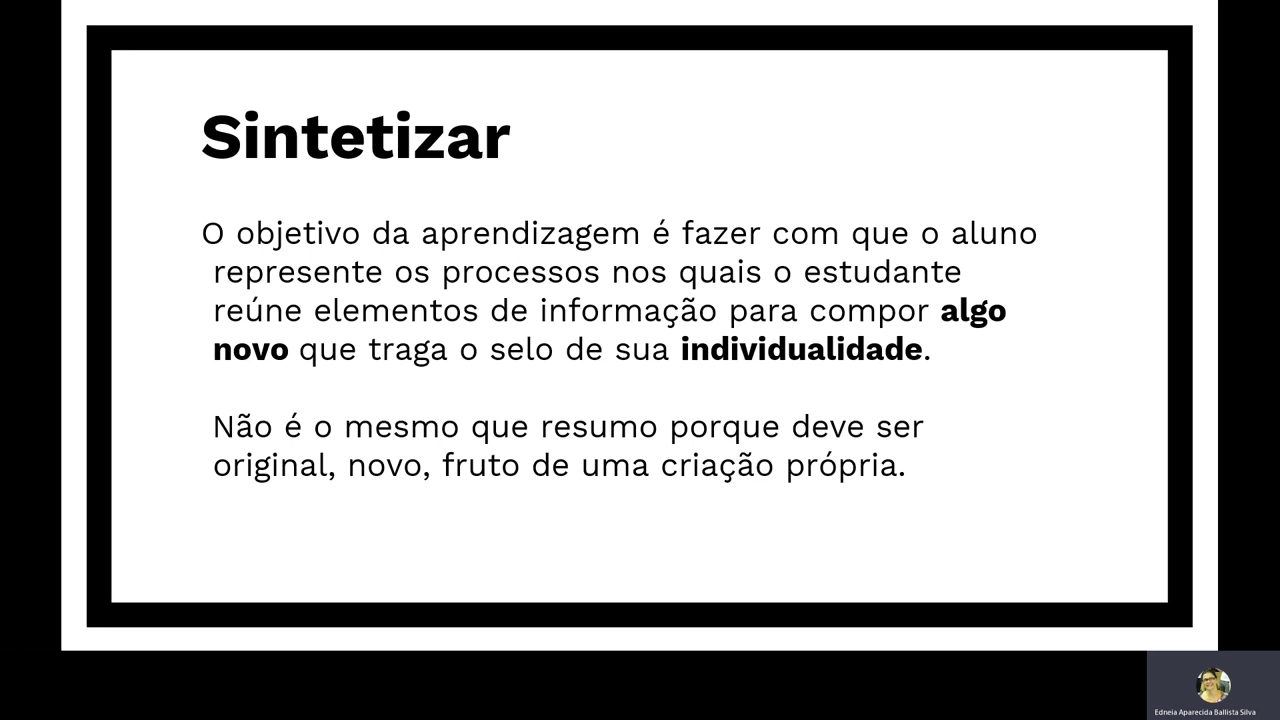 Sintetizar
O objetivo da aprendizagem é fazer com que o aluno
represente os processos nos quais o estudante
reúne elementos de informação para compor algo
novo que traga o selo de sua individualidade.
Não é o mesmo que resumo porque deve ser
original, novo, fruto de uma criação própria.
Edneia Aparecida Ballista Silva